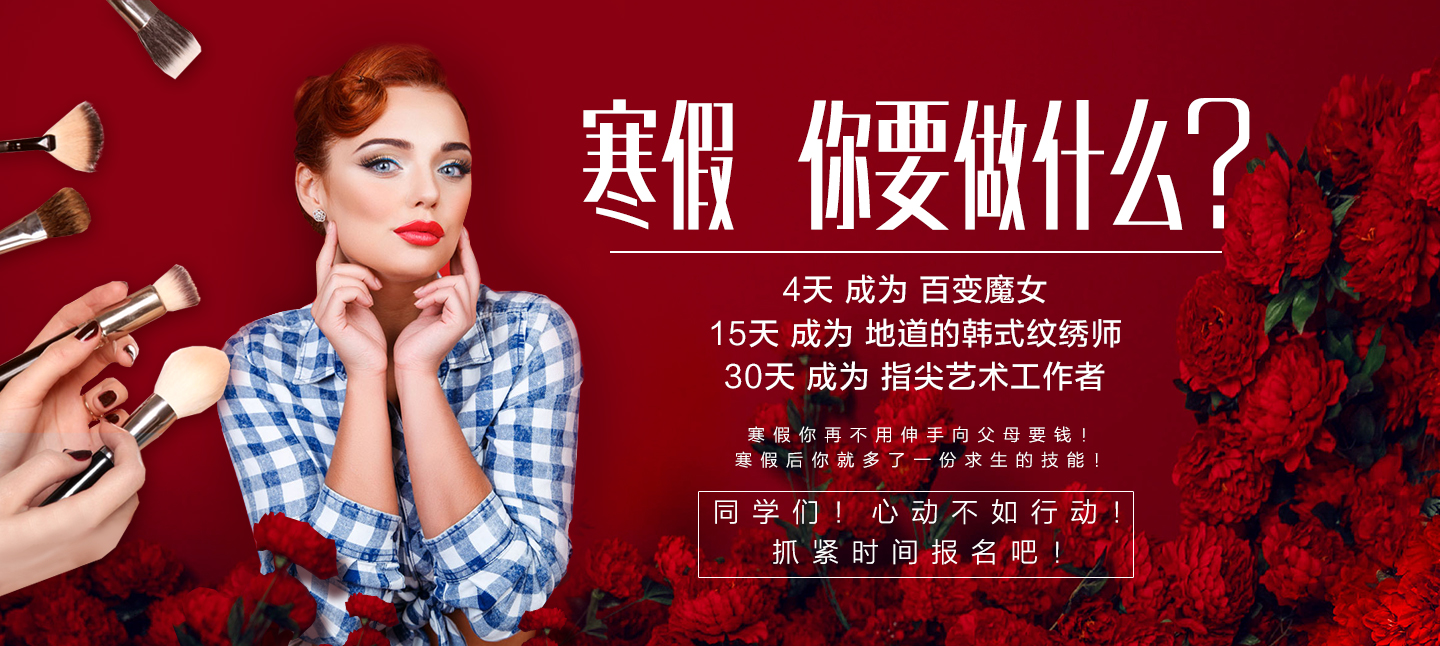 寒假 你要做什么？
4天 成为 百变魔女
15天 成为 地道的韩式纹绣师
30天 成为 指尖艺术工作者
寒假你再不用伸手向父母要钱！
寒假后你就多了一份求生的技能！
同学们！心动不如行动！
抓紧时间报名吧！